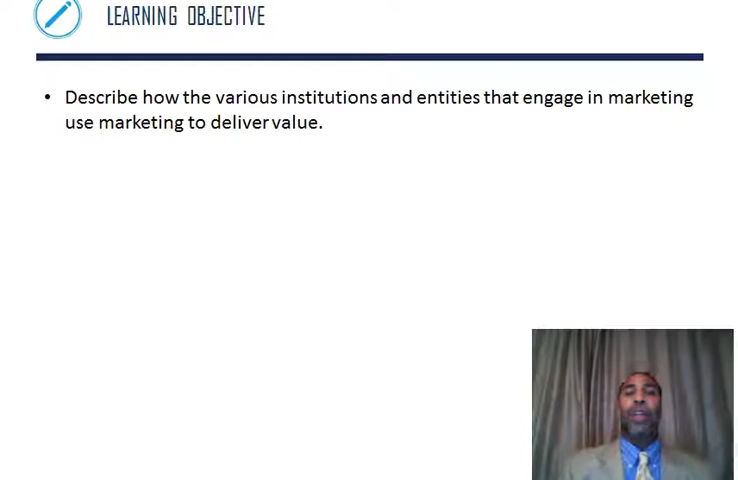 LEARNING OBJECTIVE
• Describe how the various institutions and entities that engage in marketing
use marketing to deliver value.